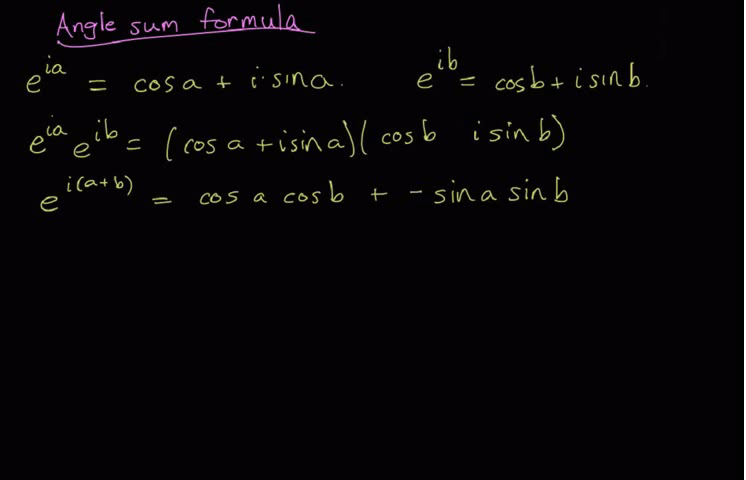 Angle sum formula
e^{ia} = cos a + i·sin a. e^{ib} = cos b + i sin b.
e^{ia} e^{ib} = (cos a + i sin a)(cos b i sin b)
e^{i(a+b)} = cos a cos b + - sin a sin b